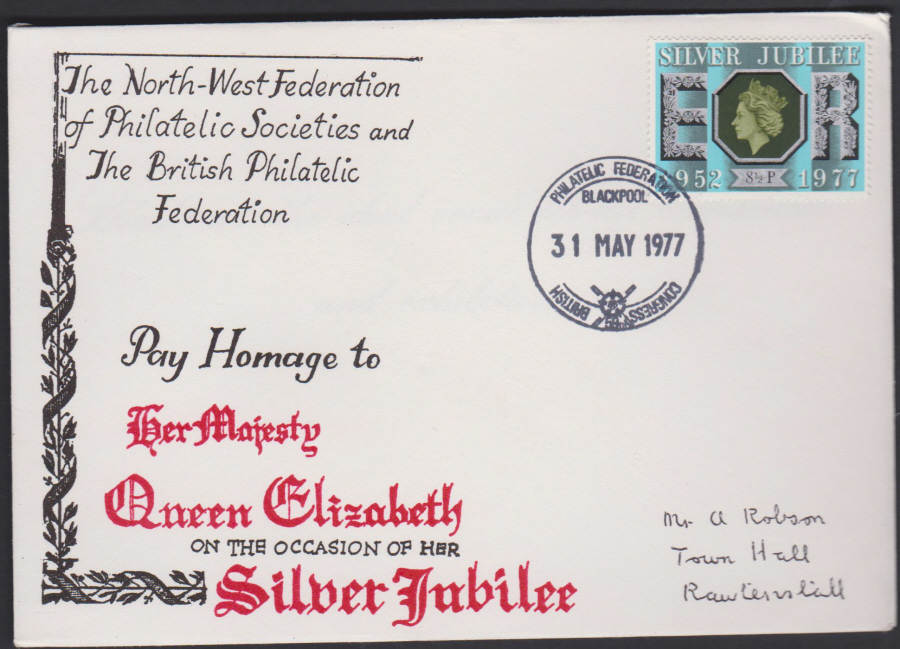 The North-West Federation
of Philatelic Societies and
The British Philatelic
Federation
SILVER JUBILEE
E R
1952 8½P 1977
PHILATELIC FEDERATION
BLACKPOOL
31 MAY 1977
BRITISH
CONGRESS
Pay Homage to
Her Majesty
Queen Elizabeth
ON THE OCCASION OF HER
Silver Jubilee
Mr A Robson
Town Hall
Rawtenstall